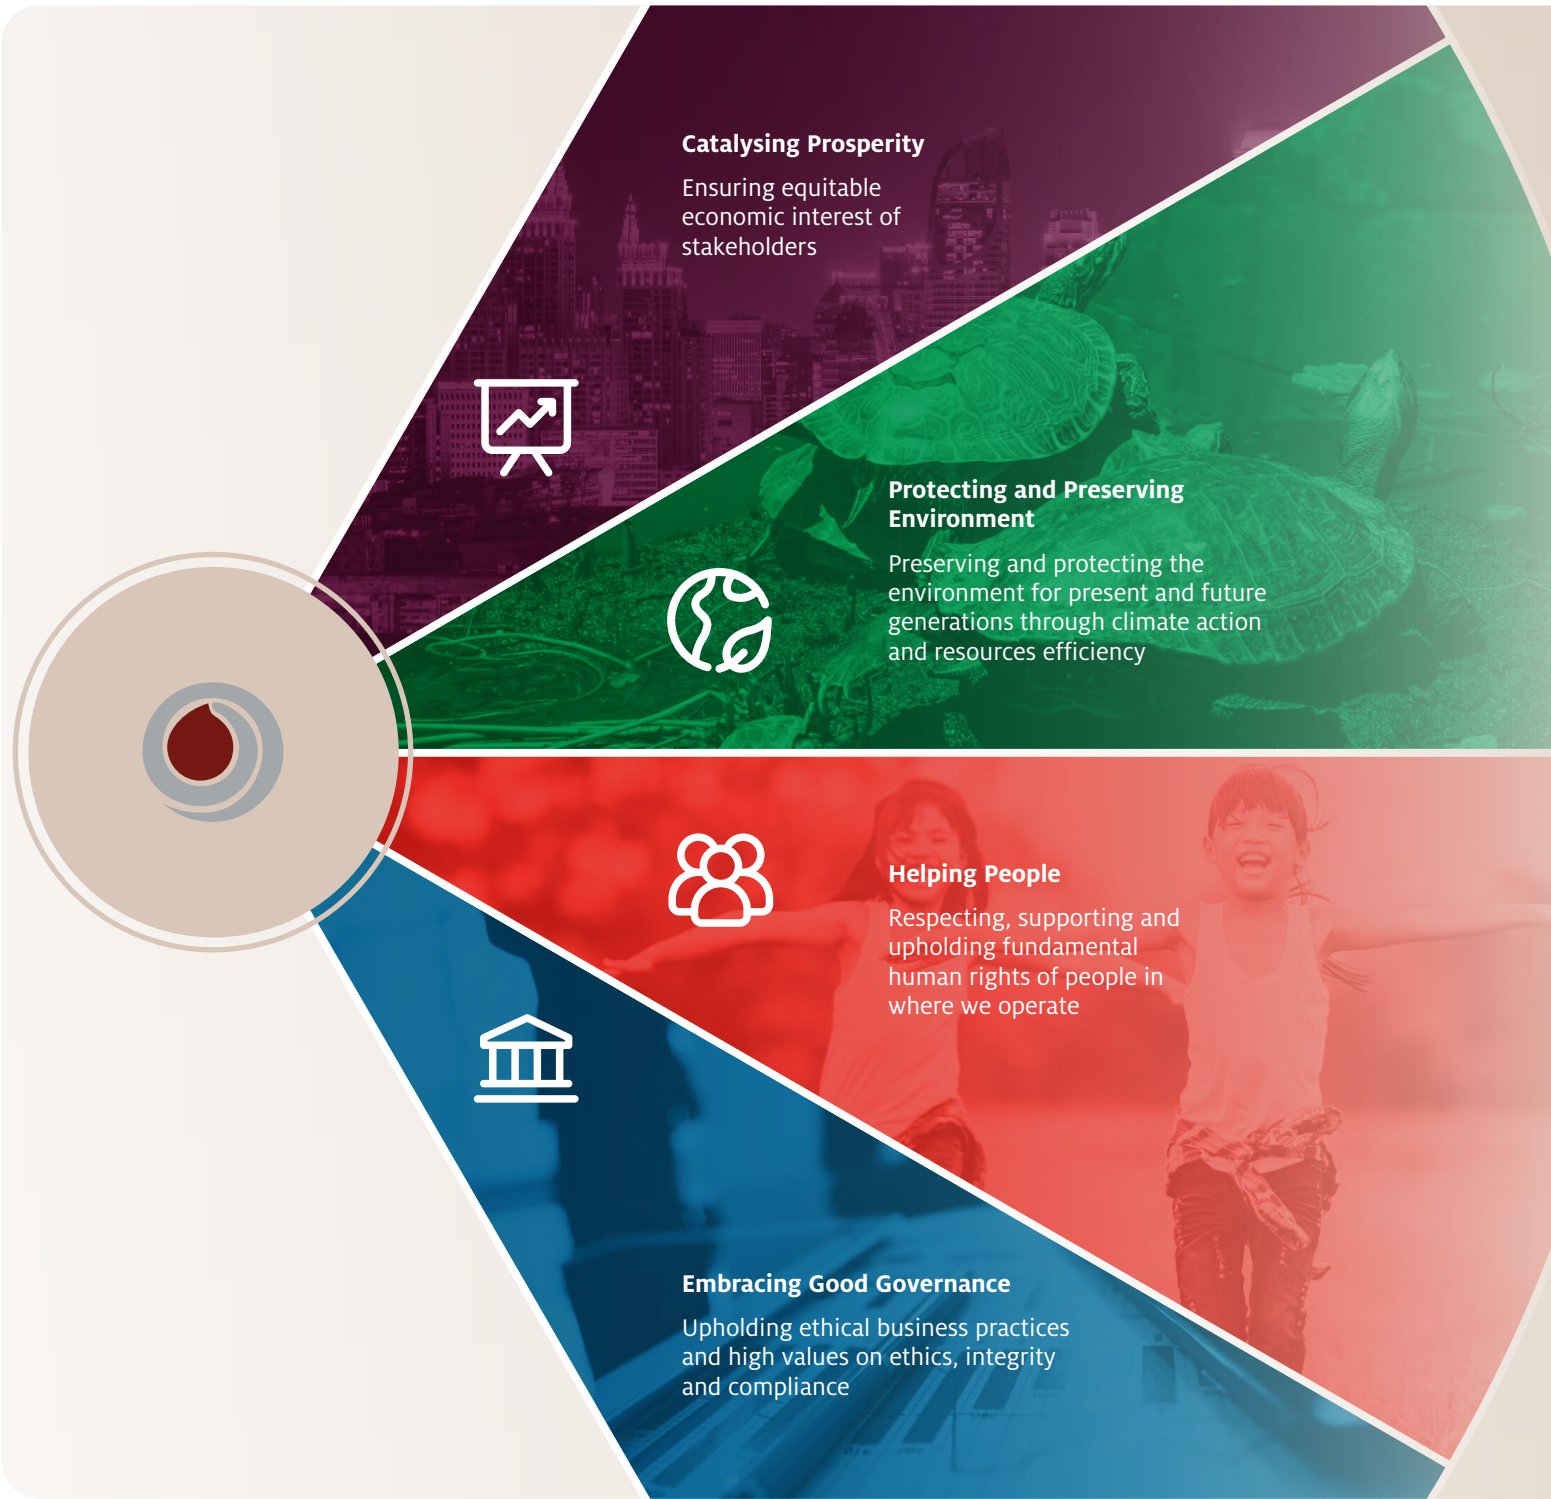 Catalysing Prosperity
Ensuring equitable
economic interest of
stakeholders
Protecting and Preserving
Environment
Preserving and protecting the
environment for present and future
generations through climate action
and resources efficiency
Helping People
Respecting, supporting and
upholding fundamental
human rights of people in
where we operate
Embracing Good Governance
Upholding ethical business practices
and high values on ethics, integrity
and compliance